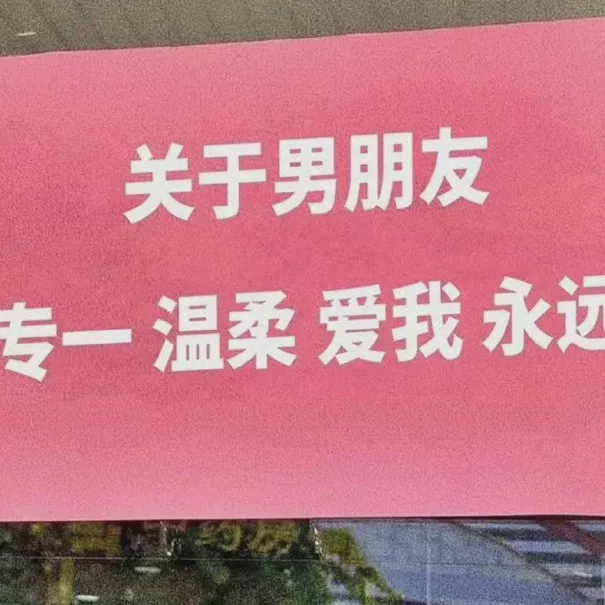 关于男朋友
专一 温柔 爱我 永远